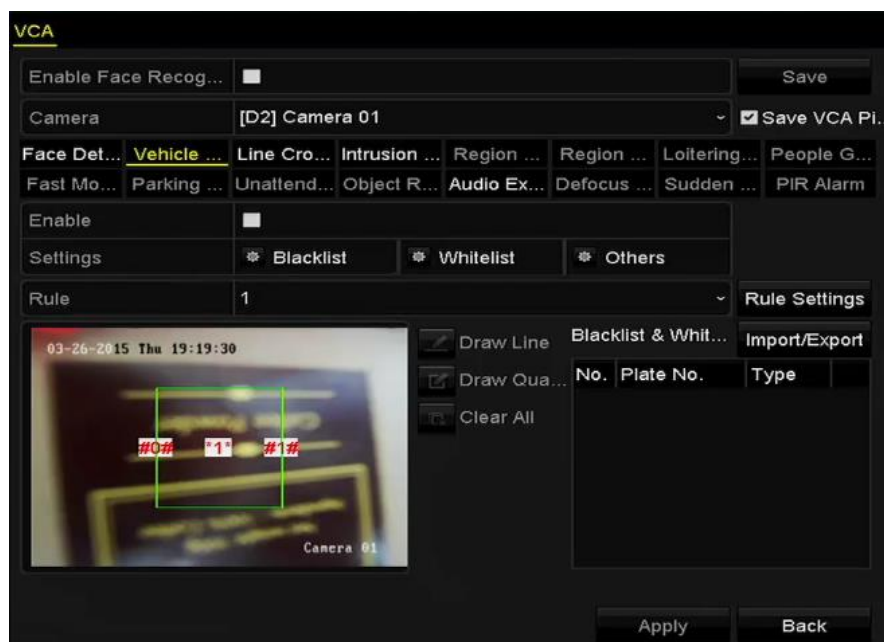 VCA
Enable Face Recog...
Save
Camera
[D2] Camera 01
Save VCA Pi.
Face Det... Vehicle ... Line Cro... Intrusion ... Region ... Region ... Loitering... People G...
Fast Mo... Parking ... Unattend... Object R... Audio Ex... Defocus ... Sudden ... PIR Alarm
Enable
Settings
Blacklist Whitelist Others
Rule
1
Rule Settings
03-26-2015 Thu 19:19:30
#0# *1* #1#
Camera 01
Draw Line
Draw Qua...
Clear All
Blacklist & Whit...
Import/Export
No. Plate No. Type
Apply Back